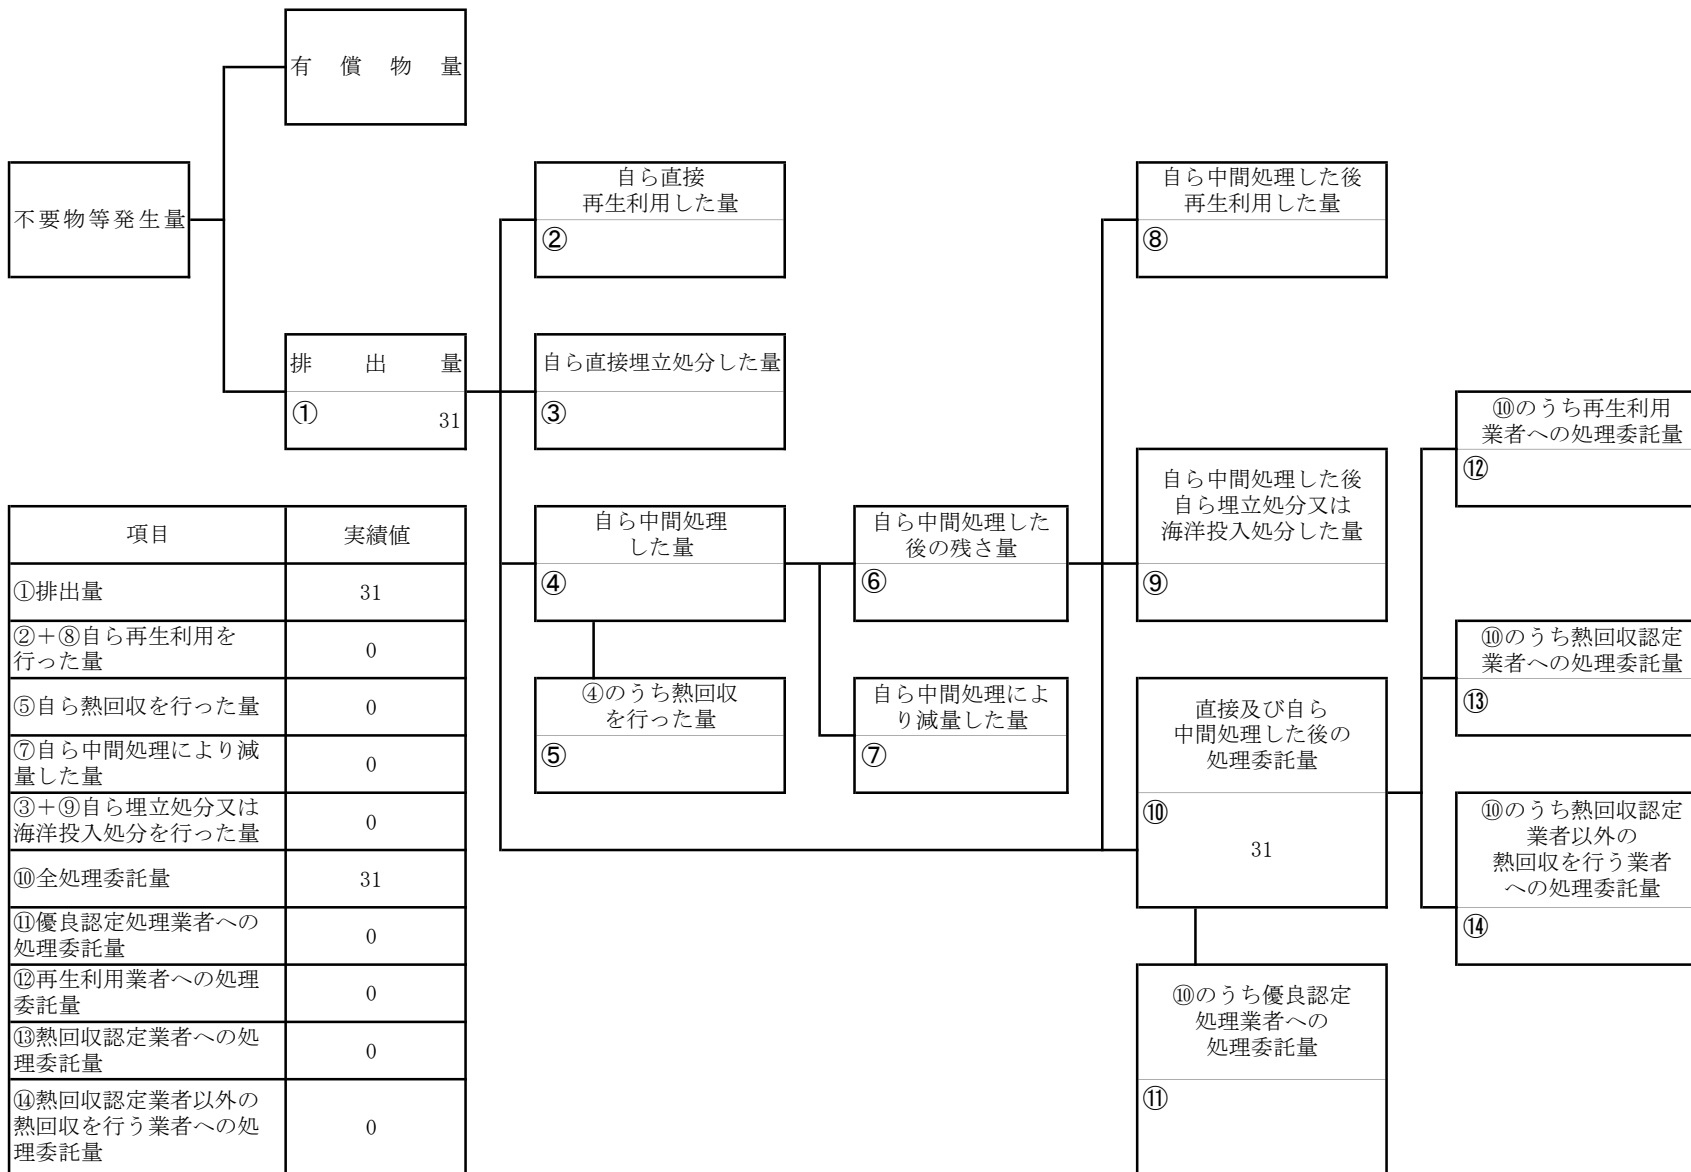 有償物量
不要物等発生量
自ら直接
再生利用した量
②
自ら中間処理した後
再生利用した量
⑧
排出量
①
31
自ら直接埋立処分した量
③
⑩のうち再生利用
業者への処理委託量
⑫
自ら中間処理した後
自ら埋立処分又は
海洋投入処分した量
⑨
自ら中間処理
した量
④
自ら中間処理した
後の残さ量
⑥
⑩のうち熱回収認定
業者への処理委託量
⑬
④のうち熱回収
を行った量
⑤
自ら中間処理によ
り減量した量
⑦
直接及び自ら
中間処理した後の
処理委託量
⑩
31
⑩のうち熱回収認定
業者以外の
熱回収を行う業者
への処理委託量
⑭
⑩のうち優良認定
処理業者への
処理委託量
⑪
項目 実績値
①排出量 31
②＋⑧自ら再生利用を
行った量 0
⑤自ら熱回収を行った量 0
⑦自ら中間処理により減
量した量 0
③＋⑨自ら埋立処分又は
海洋投入処分を行った量 0
⑩全処理委託量 31
⑪優良認定処理業者への
処理委託量 0
⑫再生利用業者への処理
委託量 0
⑬熱回収認定業者への処
理委託量 0
⑭熱回収認定業者以外の
熱回収を行う業者への処
理委託量 0